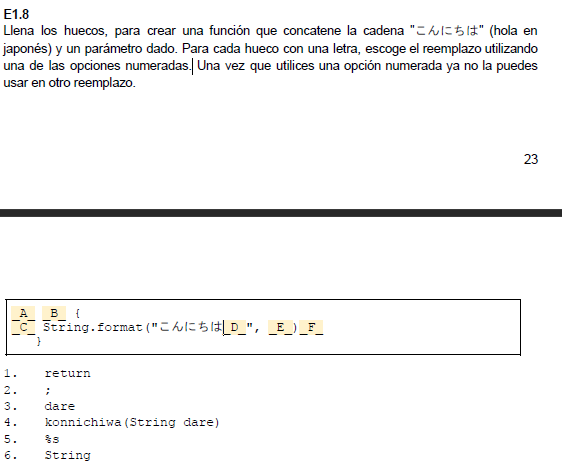 E1.8
Llena los huecos, para crear una función que concatene la cadena "こんにちは" (hola en
japonés) y un parámetro dado. Para cada hueco con una letra, escoge el reemplazo utilizando
una de las opciones numeradas. Una vez que utilices una opción numerada ya no la puedes
usar en otro reemplazo.
23
_A_ _B_ {
_C_ String.format("こんにちは_D_", _E_)_F_
}
1. return
2. ;
3. dare
4. konnichiwa(String dare)
5. %s
6. String